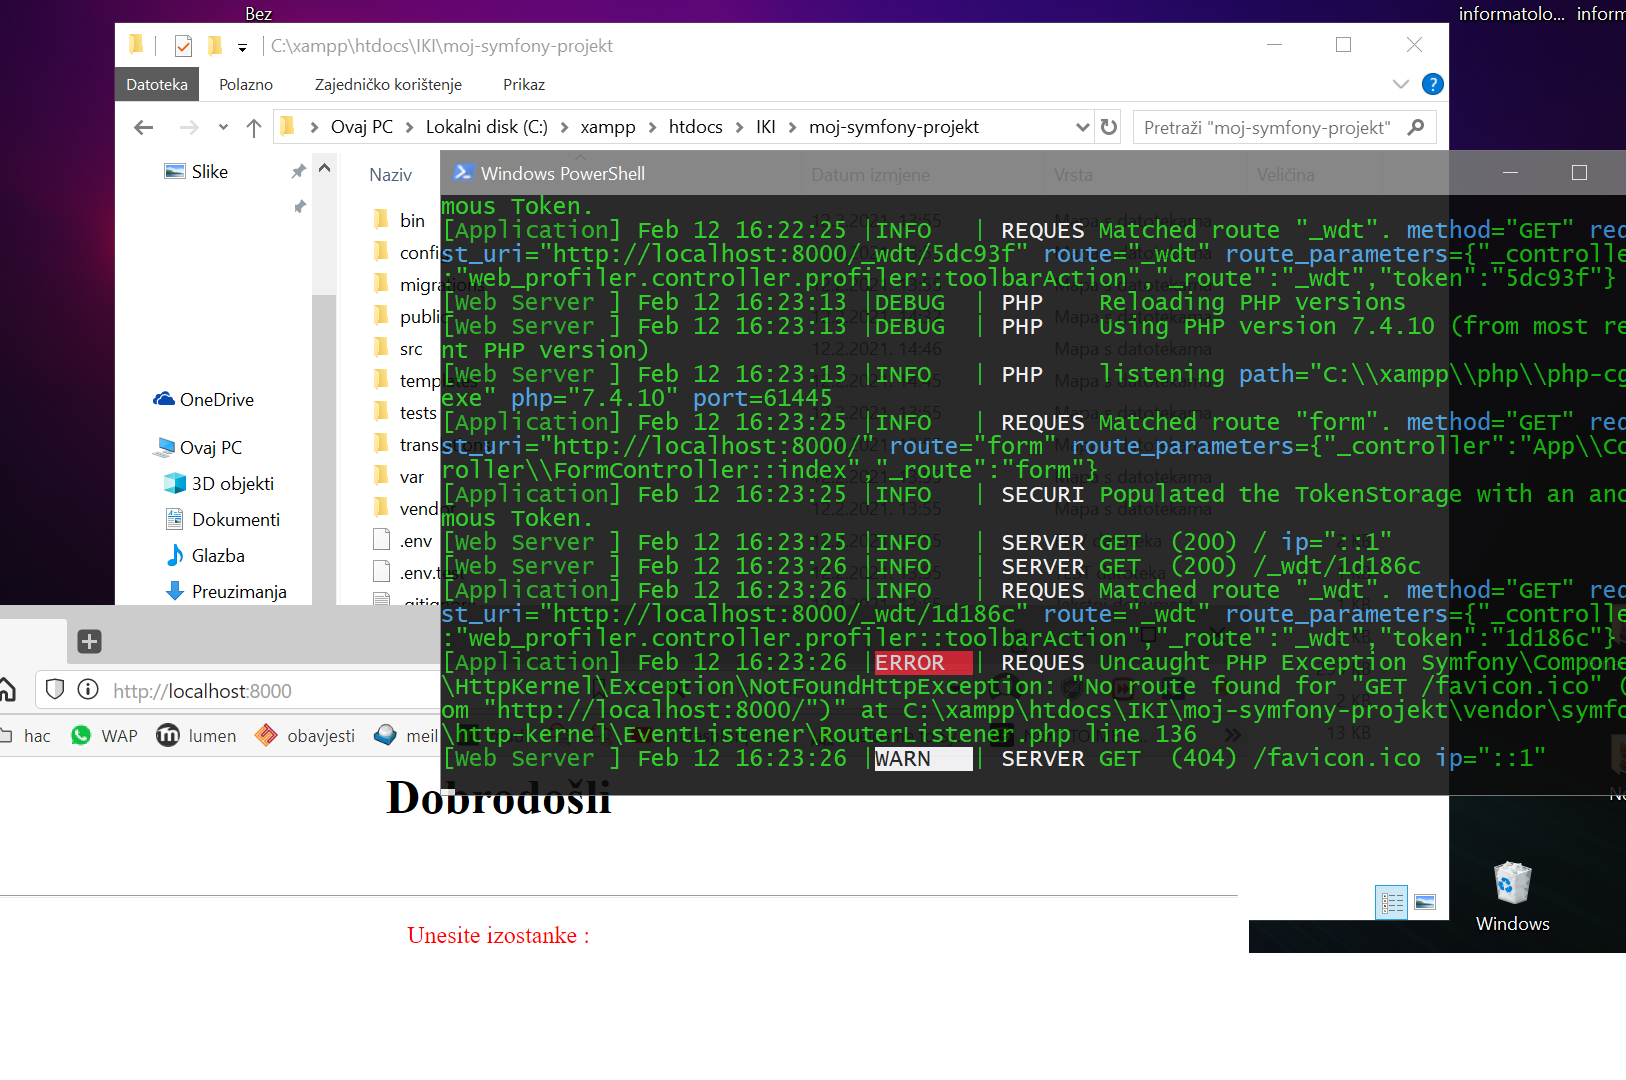 Bez
informatolo...
C:\xampp\htdocs\IKI\moj-symfony-projekt
Datoteka Polazno Zajedničko korištenje Prikaz
Ovaj PC > Lokalni disk (C:) > xampp > htdocs > IKI > moj-symfony-projekt
Pretraži "moj-symfony-projekt"
Slike
OneDrive
Ovaj PC
3D objekti
Dokumenti
Glazba
Preuzimanja
Naziv Datum izmjene Vrsta Veličina
bin
src
tests
var
.env
Windows PowerShell
mous Token.
[Application] Feb 12 16:22:25 |INFO | REQUES Matched route "_wdt". method="GET" req
st_uri="http://localhost:8000/_wdt/5dc93f" route="_wdt" route_parameters={"_controlle
:"web_profiler.controller.profiler::toolbarAction","_route":"_wdt","token":"5dc93f"}
[Web Server ] Feb 12 16:23:13 |DEBUG | PHP Reloading PHP versions
[Web Server ] Feb 12 16:23:13 |DEBUG | PHP Using PHP version 7.4.10 (from most re
nt PHP version)
[Web Server ] Feb 12 16:23:13 |INFO | PHP listening path="C:\\xampp\\php\\php-cg
exe" php="7.4.10" port=61445
[Application] Feb 12 16:23:25 |INFO | REQUES Matched route "form". method="GET" req
st_uri="http://localhost:8000/" route="form" route_parameters={"_controller":"App\\Co
roller\\FormController::index","_route":"form"}
[Application] Feb 12 16:23:25 |INFO | SECURI Populated the TokenStorage with an ano
mous Token.
[Web Server ] Feb 12 16:23:25 |INFO | SERVER GET (200) / ip="::1"
[Web Server ] Feb 12 16:23:26 |INFO | SERVER GET (200) /_wdt/1d186c
[Application] Feb 12 16:23:26 |INFO | REQUES Matched route "_wdt". method="GET" req
st_uri="http://localhost:8000/_wdt/1d186c" route="_wdt" route_parameters={"_controlle
:"web_profiler.controller.profiler::toolbarAction","_route":"_wdt","token":"1d186c"}
[Application] Feb 12 16:23:26 |ERROR | REQUES Uncaught PHP Exception Symfony\Compone
\HttpKernel\Exception\NotFoundHttpException: "No route found for "GET /favicon.ico" (
om "http://localhost:8000/")" at C:\xampp\htdocs\IKI\moj-symfony-projekt\vendor\symfo
\http-kernel\EventListener\RouterListener.php line 136
[Web Server ] Feb 12 16:23:26 |WARN | SERVER GET (404) /favicon.ico ip="::1"
http://localhost:8000
hac WAP lumen obavjesti meil
Dobrodošli
Unesite izostanke :
Windows